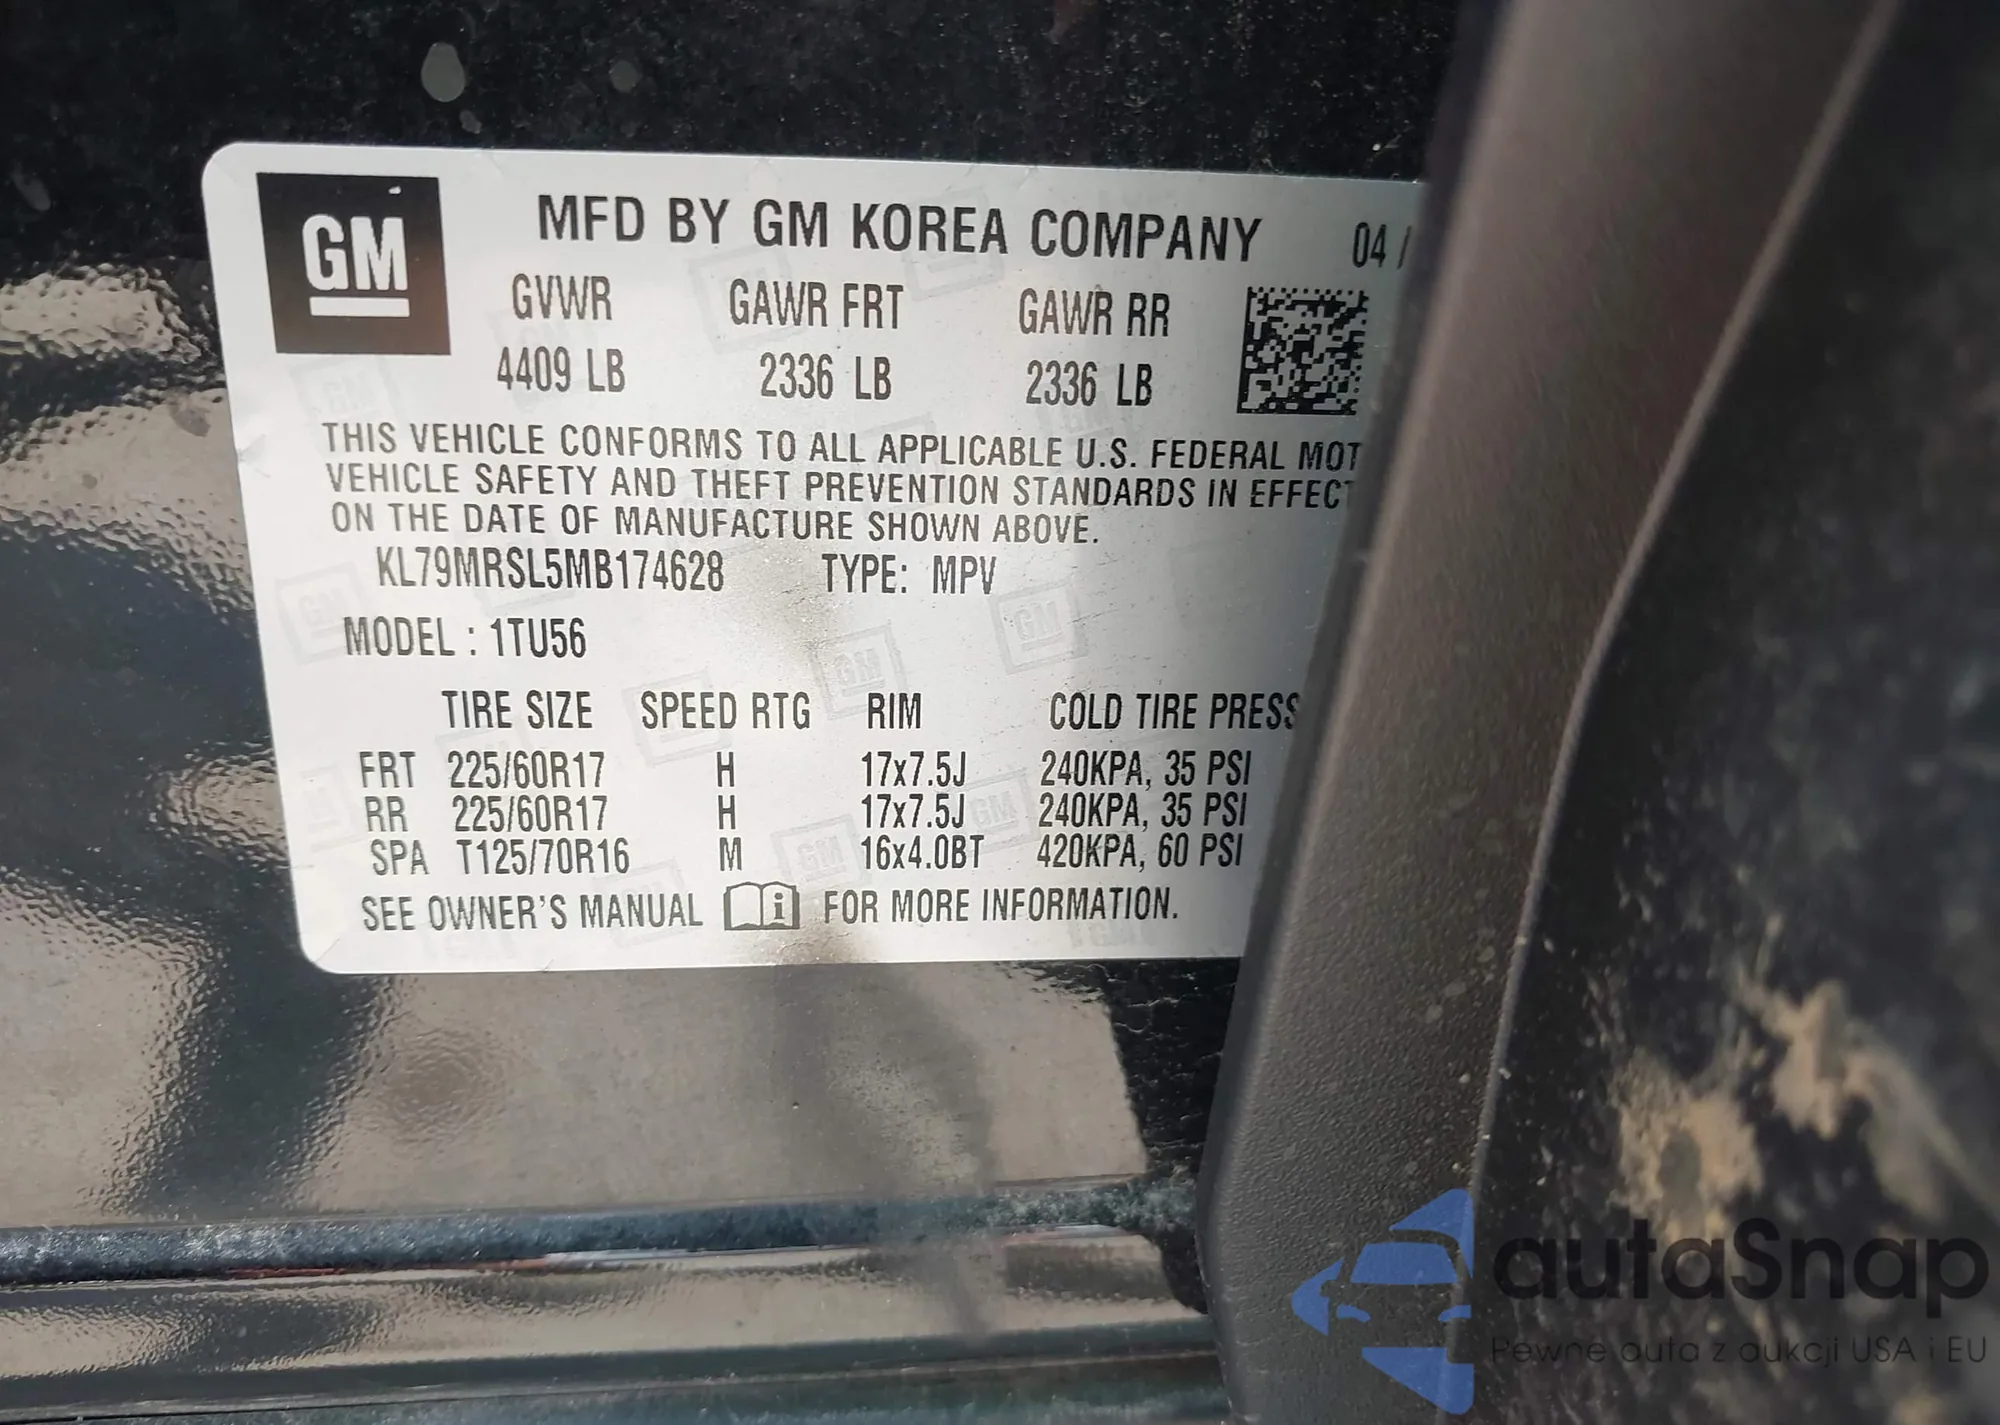 GM
MFD BY GM KOREA COMPANY 04 /
GVWR GAWR FRT GAWR RR
4409 LB 2336 LB 2336 LB
THIS VEHICLE CONFORMS TO ALL APPLICABLE U.S. FEDERAL MOT
VEHICLE SAFETY AND THEFT PREVENTION STANDARDS IN EFFECT
ON THE DATE OF MANUFACTURE SHOWN ABOVE.
KL79MRSL5MB174628 TYPE: MPV
MODEL : 1TU56
TIRE SIZE SPEED RTG RIM COLD TIRE PRESS
FRT 225/60R17 H 17x7.5J 240KPA, 35 PSI
RR 225/60R17 H 17x7.5J 240KPA, 35 PSI
SPA T125/70R16 M 16x4.0BT 420KPA, 60 PSI
SEE OWNER'S MANUAL i FOR MORE INFORMATION.
autaSnap
Pewne auta z aukcji USA i EU